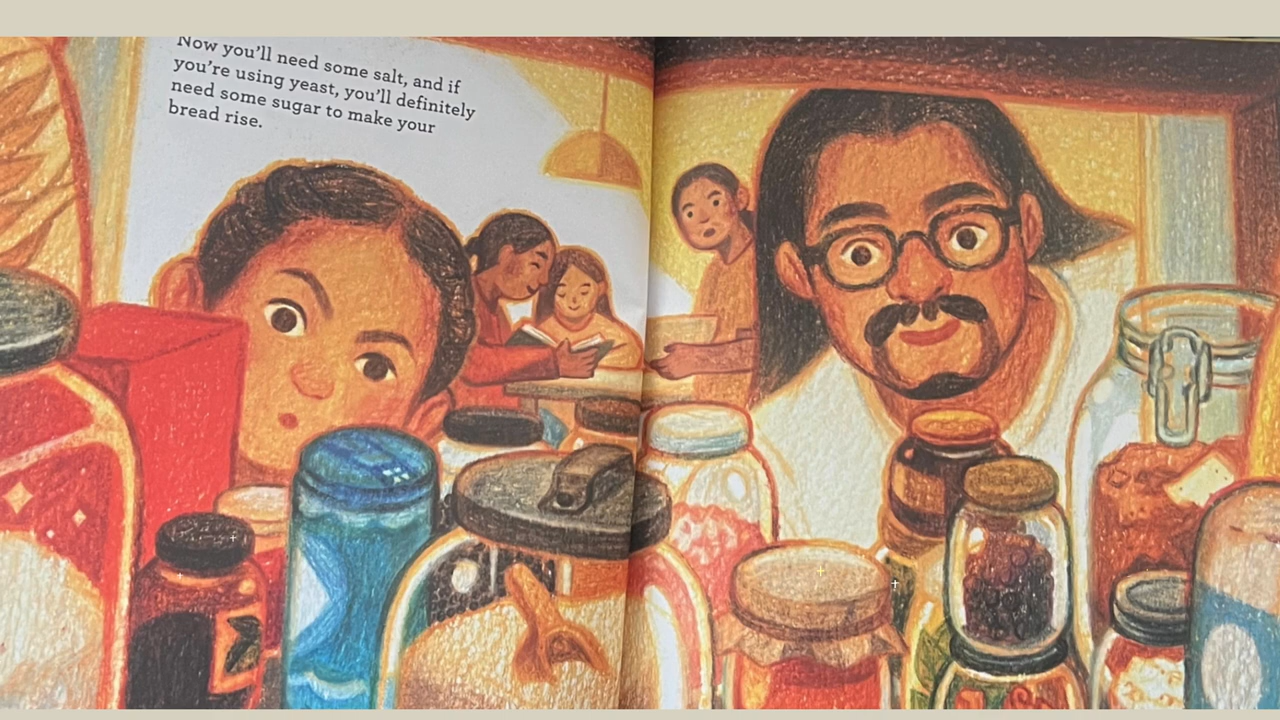 Now you'll need some salt, and if
you're using yeast, you'll definitely
need some sugar to make your
bread rise.